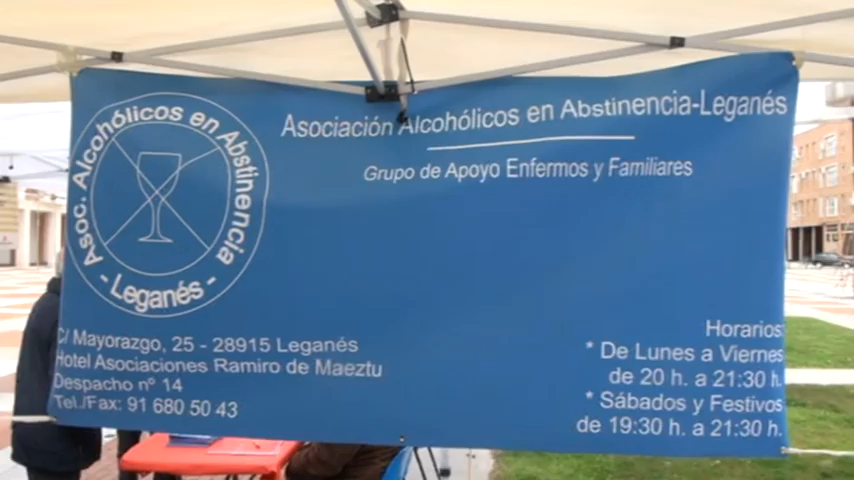 Asoc. Alcohólicos en Abstinencia
- Leganés -
Asociación Alcohólicos en Abstinencia-Leganés
Grupo de Apoyo Enfermos y Familiares
C/ Mayorazgo, 25 - 28915 Leganés
Hotel Asociaciones Ramiro de Maeztu
Despacho nº 14
Tel./Fax: 91 680 50 43
Horarios
* De Lunes a Viernes
de 20 h. a 21:30 h.
* Sábados y Festivos
de 19:30 h. a 21:30 h.